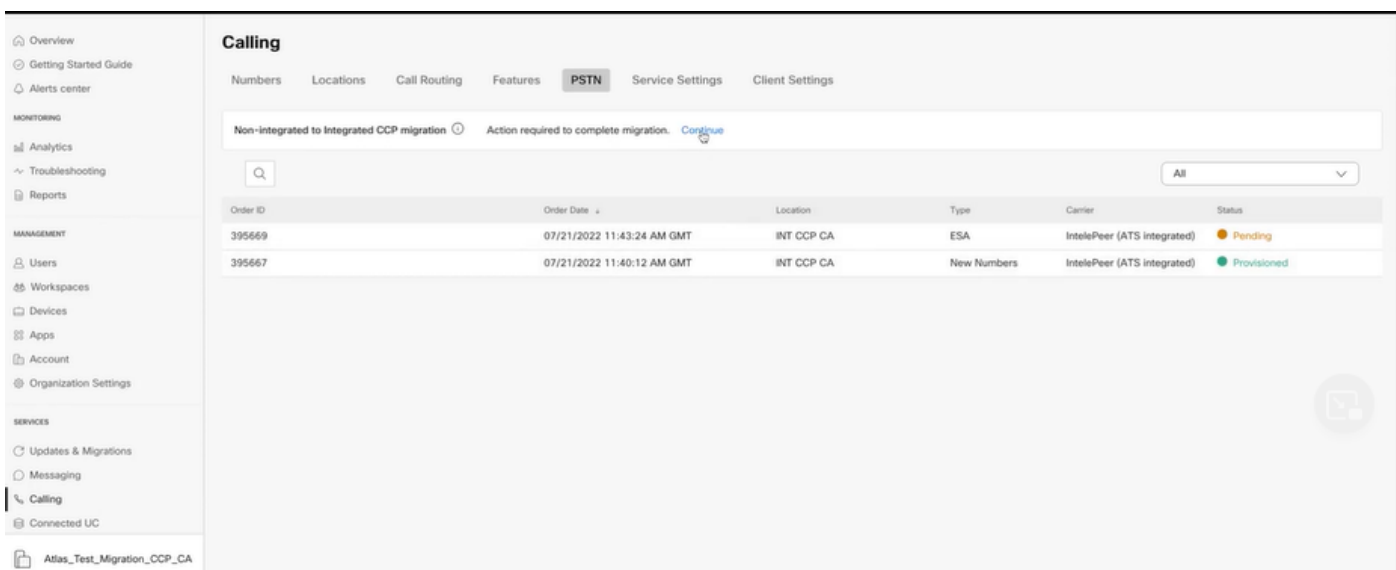 Overview
Getting Started Guide
Alerts center
MONITORING
Analytics
Troubleshooting
Reports
MANAGEMENT
Users
Workspaces
Devices
Apps
Account
Organization Settings
SERVICES
Updates & Migrations
Messaging
Calling
Connected UC
Atlas_Test_Migration_CCP_CA
Calling
Numbers Locations Call Routing Features PSTN Service Settings Client Settings
Non-integrated to Integrated CCP migration Action required to complete migration. Continue
All
Order ID Order Date Location Type Carrier Status
395669 07/21/2022 11:43:24 AM GMT INT CCP CA ESA IntelePeer (ATS integrated) Pending
395667 07/21/2022 11:40:12 AM GMT INT CCP CA New Numbers IntelePeer (ATS integrated) Provisioned